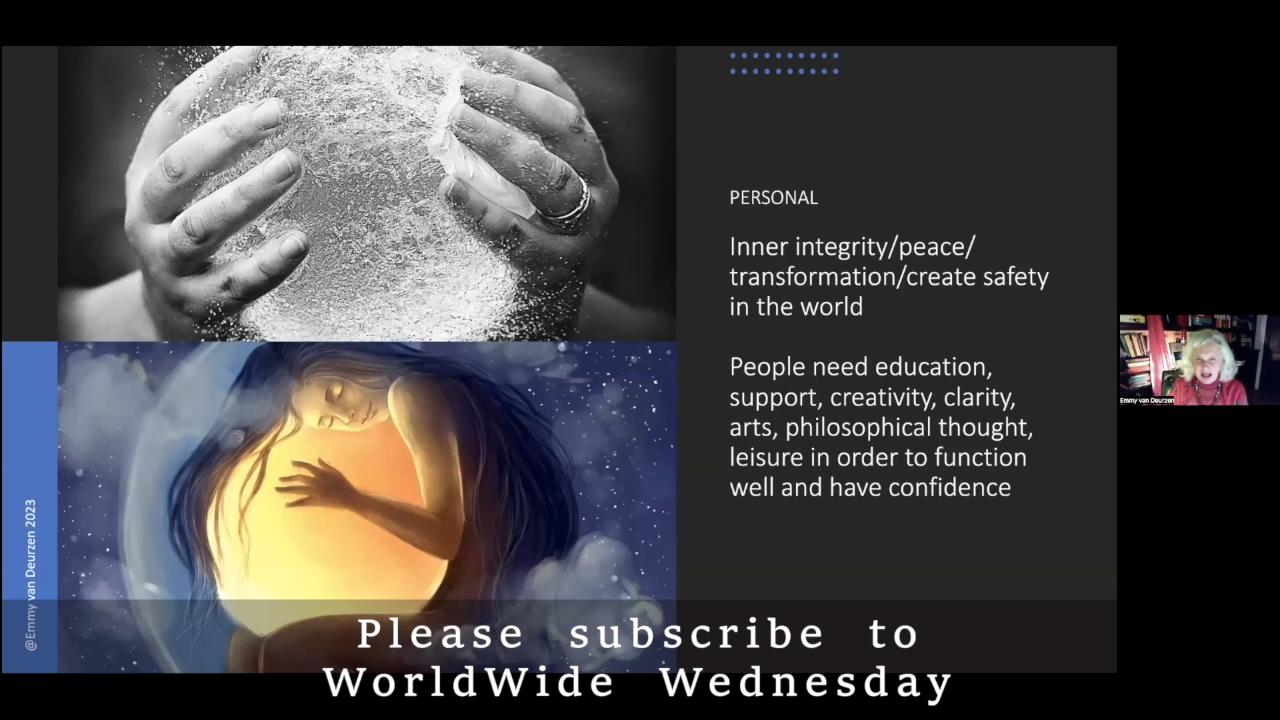 PERSONAL
Inner integrity/peace/
transformation/create safety
in the world
People need education,
support, creativity, clarity,
arts, philosophical thought,
leisure in order to function
well and have confidence
Emmy van Deurzen
@Emmy van Deurzen 2023
Please subscribe to
WorldWide Wednesday